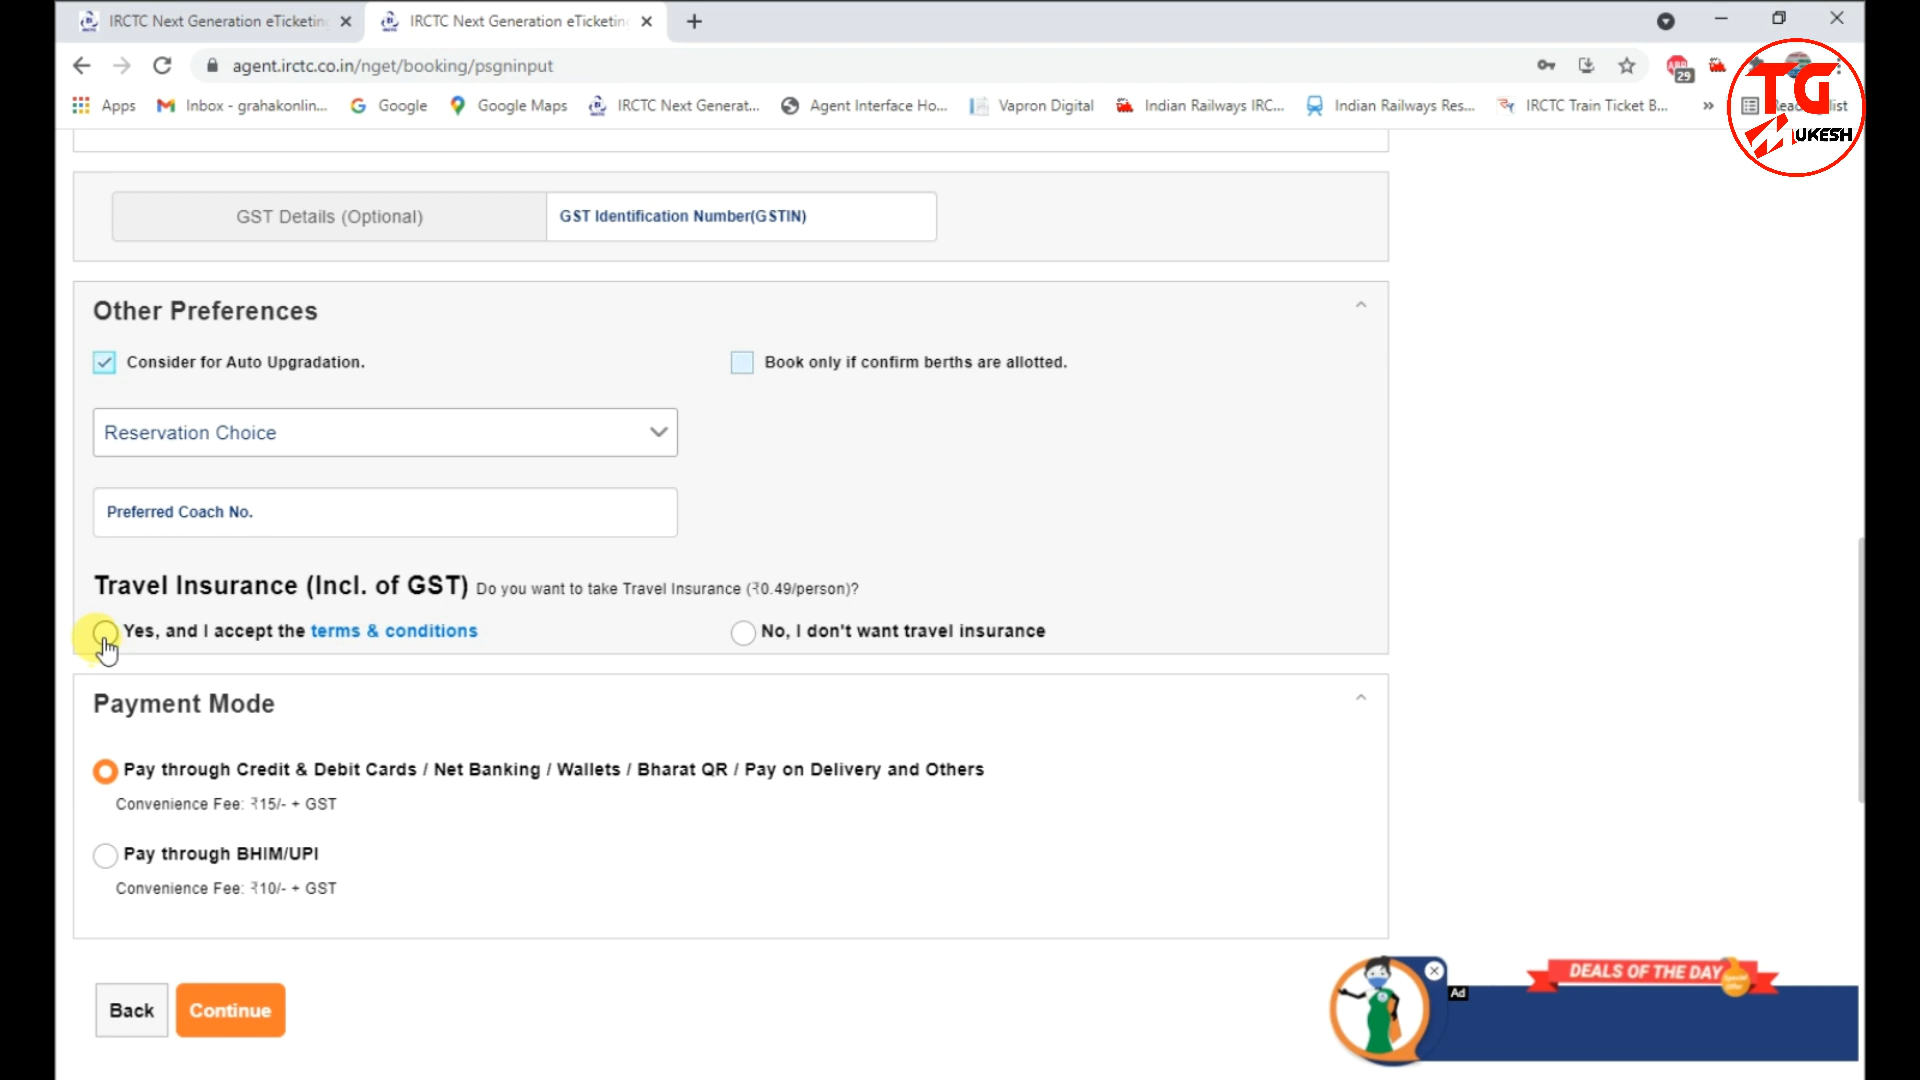 IRCTC Next Generation eTicketin
IRCTC Next Generation eTicketin
agent.irctc.co.in/nget/booking/psgninput
29
Apps
Inbox - grahakonlin...
Google
Google Maps
IRCTC Next Generat...
Agent Interface Ho...
Vapron Digital
Indian Railways IRC...
Indian Railways Res...
IRCTC Train Ticket B...
»
list
TG
MUKESH
GST Details (Optional)
GST Identification Number(GSTIN)
Other Preferences
Consider for Auto Upgradation.
Book only if confirm berths are allotted.
Reservation Choice
Preferred Coach No.
Travel Insurance (Incl. of GST) Do you want to take Travel Insurance (₹0.49/person)?
Yes, and I accept the terms & conditions
No, I don't want travel insurance
Payment Mode
Pay through Credit & Debit Cards / Net Banking / Wallets / Bharat QR / Pay on Delivery and Others
Convenience Fee: ₹15/- + GST
Pay through BHIM/UPI
Convenience Fee: ₹10/- + GST
Back
Continue
Ad
DEALS OF THE DAY